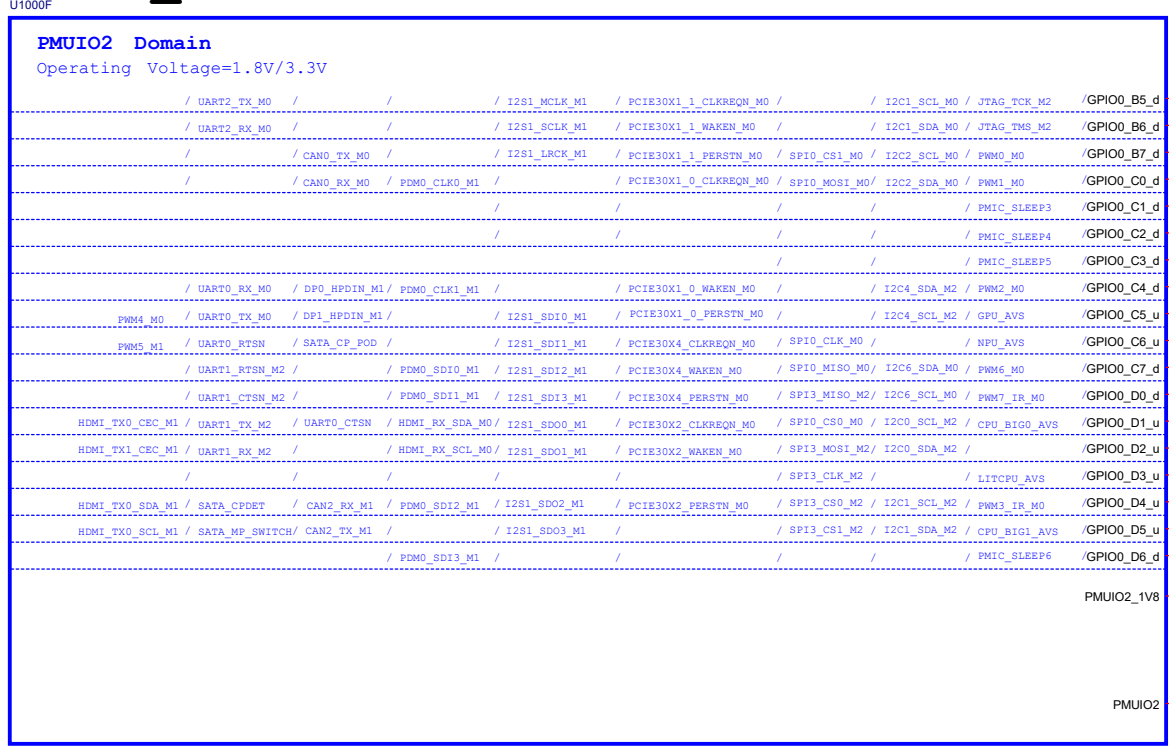 U1000F
PMUIO2 Domain
Operating Voltage=1.8V/3.3V
/ UART2_TX_M0 / / / I2S1_MCLK_M1 / PCIE30X1_1_CLKREQN_M0 / / I2C1_SCL_M0 / JTAG_TCK_M2 /GPIO0_B5_d
/ UART2_RX_M0 / / / I2S1_SCLK_M1 / PCIE30X1_1_WAKEN_M0 / / I2C1_SDA_M0 / JTAG_TMS_M2 /GPIO0_B6_d
/ / CAN0_TX_M0 / / I2S1_LRCK_M1 / PCIE30X1_1_PERSTN_M0 / SPI0_CS1_M0 / I2C2_SCL_M0 / PWM0_M0 /GPIO0_B7_d
/ / CAN0_RX_M0 / PDM0_CLK0_M1 / / PCIE30X1_0_CLKREQN_M0 / SPI0_MOSI_M0/ I2C2_SDA_M0 / PWM1_M0 /GPIO0_C0_d
/ / / / / PMIC_SLEEP3 /GPIO0_C1_d
/ / / / / PMIC_SLEEP4 /GPIO0_C2_d
/ / / PMIC_SLEEP5 /GPIO0_C3_d
/ UART0_RX_M0 / DP0_HPDIN_M1/ PDM0_CLK1_M1 / / PCIE30X1_0_WAKEN_M0 / / I2C4_SDA_M2 / PWM2_M0 /GPIO0_C4_d
PWM4_M0 / UART0_TX_M0 / DP1_HPDIN_M1/ / I2S1_SDI0_M1 / PCIE30X1_0_PERSTN_M0 / / I2C4_SCL_M2 / GPU_AVS /GPIO0_C5_u
PWM5_M1 / UART0_RTSN / SATA_CP_POD / / I2S1_SDI1_M1 / PCIE30X4_CLKREQN_M0 / SPI0_CLK_M0 / / NPU_AVS /GPIO0_C6_u
/ UART1_RTSN_M2 / / PDM0_SDI0_M1 / I2S1_SDI2_M1 / PCIE30X4_WAKEN_M0 / SPI0_MISO_M0/ I2C6_SDA_M0 / PWM6_M0 /GPIO0_C7_d
/ UART1_CTSN_M2 / / PDM0_SDI1_M1 / I2S1_SDI3_M1 / PCIE30X4_PERSTN_M0 / SPI3_MISO_M2/ I2C6_SCL_M0 / PWM7_IR_M0 /GPIO0_D0_d
HDMI_TX0_CEC_M1 / UART1_TX_M2 / UART0_CTSN / HDMI_RX_SDA_M0/ I2S1_SDO0_M1 / PCIE30X2_CLKREQN_M0 / SPI0_CS0_M0 / I2C0_SCL_M2 / CPU_BIG0_AVS /GPIO0_D1_u
HDMI_TX1_CEC_M1 / UART1_RX_M2 / / HDMI_RX_SCL_M0/ I2S1_SDO1_M1 / PCIE30X2_WAKEN_M0 / SPI3_MOSI_M2/ I2C0_SDA_M2 / /GPIO0_D2_u
/ / / / / / SPI3_CLK_M2 / / LITCPU_AVS /GPIO0_D3_u
HDMI_TX0_SDA_M1 / SATA_CPDET / CAN2_RX_M1 / PDM0_SDI2_M1 / I2S1_SDO2_M1 / PCIE30X2_PERSTN_M0 / SPI3_CS0_M2 / I2C1_SCL_M2 / PWM3_IR_M0 /GPIO0_D4_u
HDMI_TX0_SCL_M1 / SATA_MP_SWITCH/ CAN2_TX_M1 / / I2S1_SDO3_M1 / / SPI3_CS1_M2 / I2C1_SDA_M2 / CPU_BIG1_AVS /GPIO0_D5_u
/ PDM0_SDI3_M1 / / / / / PMIC_SLEEP6 /GPIO0_D6_d
PMUIO2_1V8
PMUIO2